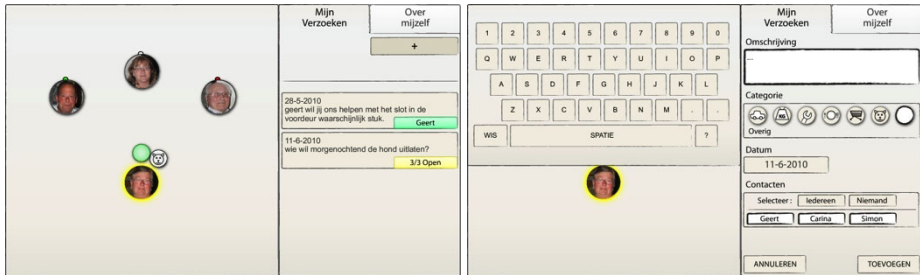 Mijn
Verzoeken
Over
mijzelf
+
28-5-2010
geert wil jij ons helpen met het slot in de
voordeur waarschijnlijk stuk.
Geert
11-6-2010
wie wil morgenochtend de hond uitlaten?
3/3 Open
1 2 3 4 5 6 7 8 9 0
Q W E R T Y U I O P
A S D F G H J K L
Z X C V B N M . .
WIS SPATIE ?
Mijn
Verzoeken
Over
mijzelf
Omschrijving
...
Categorie
KG
Overig
Datum
11-6-2010
Contacten
Selecteer: Iedereen Niemand
Geert Carina Simon
ANNULEREN TOEVOEGEN